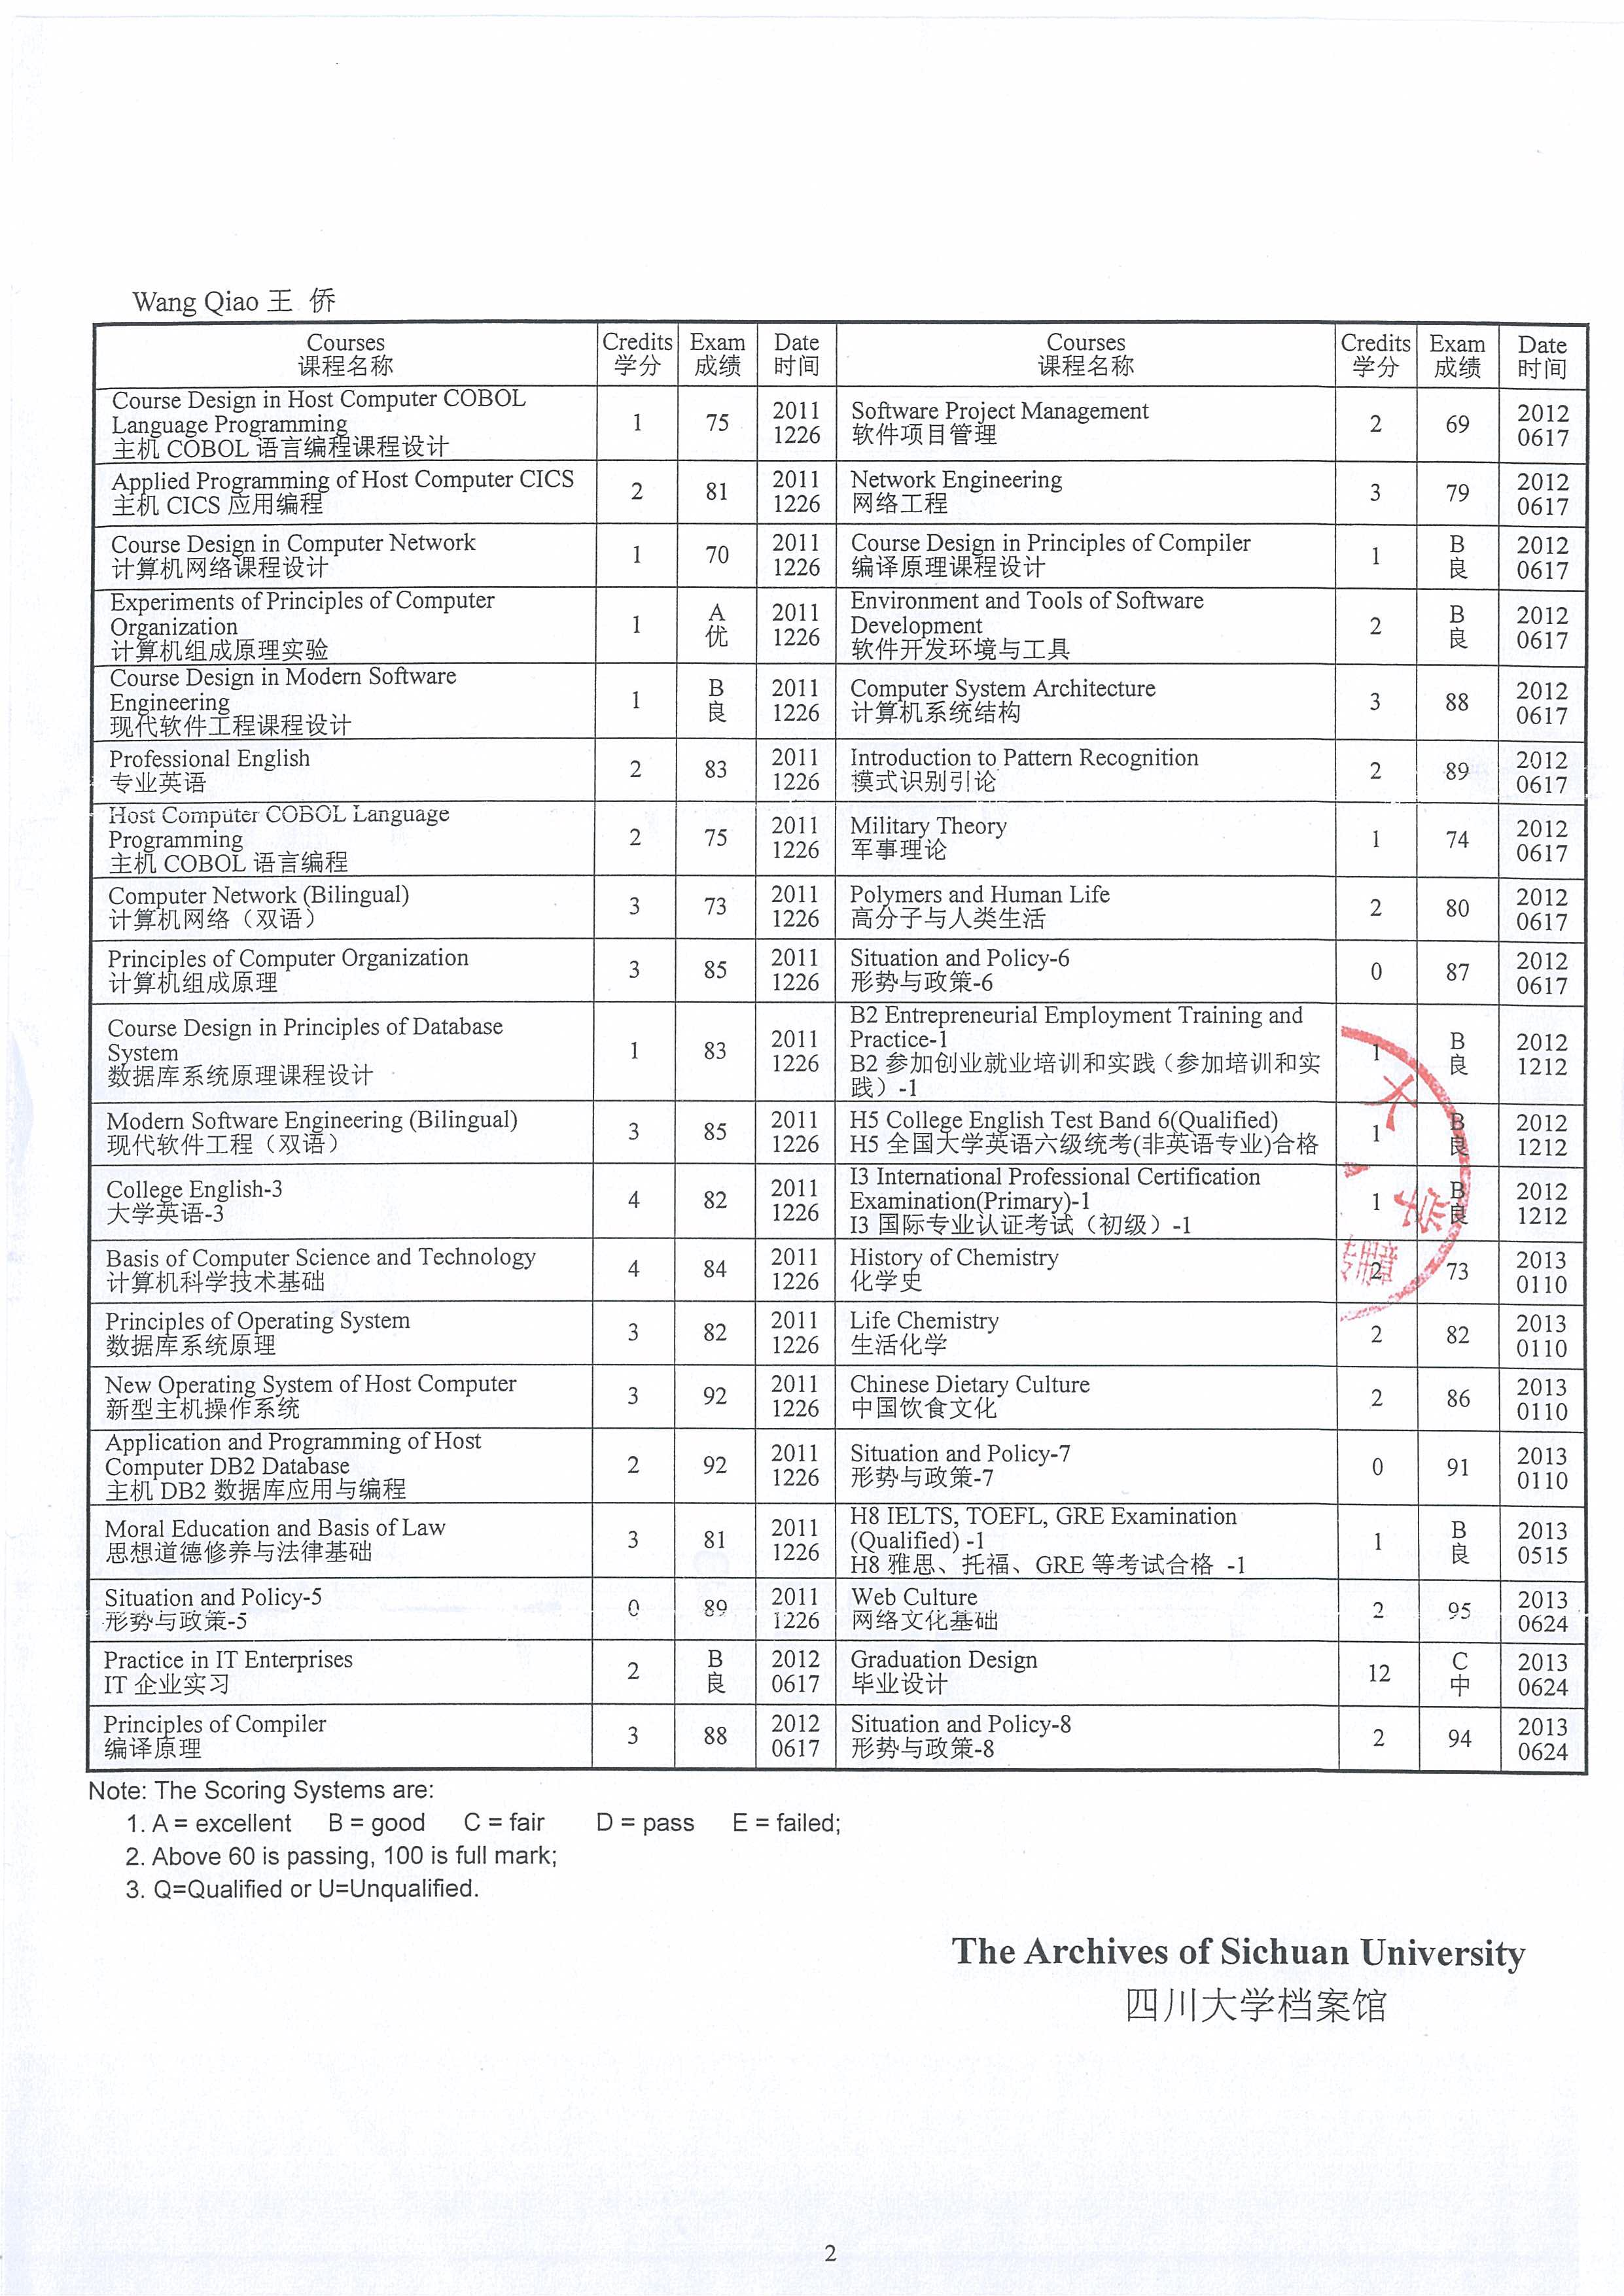 Wang Qiao 王 侨
Courses Credits Exam Date Courses Credits Exam Date
课程名称 学分 成绩 时间 课程名称 学分 成绩 时间
Course Design in Host Computer COBOL
Language Programming
主机 COBOL 语言编程课程设计
1 75 2011
1226
Software Project Management
软件项目管理
2 69 2012
0617
Applied Programming of Host Computer CICS
主机 CICS 应用编程
2 81 2011
1226
Network Engineering
网络工程
3 79 2012
0617
Course Design in Computer Network
计算机网络课程设计
1 70 2011
1226
Course Design in Principles of Compiler
编译原理课程设计
1 B
良
2012
0617
Experiments of Principles of Computer
Organization
计算机组成原理实验
1 A
优
2011
1226
Environment and Tools of Software
Development
软件开发环境与工具
2 B
良
2012
0617
Course Design in Modern Software
Engineering
现代软件工程课程设计
1 B
良
2011
1226
Computer System Architecture
计算机系统结构
3 88 2012
0617
Professional English
专业英语
2 83 2011
1226
Introduction to Pattern Recognition
模式识别引论
2 89 2012
0617
Host Computer COBOL Language
Programming
主机 COBOL 语言编程
2 75 2011
1226
Military Theory
军事理论
1 74 2012
0617
Computer Network (Bilingual)
计算机网络（双语）
3 73 2011
1226
Polymers and Human Life
高分子与人类生活
2 80 2012
0617
Principles of Computer Organization
计算机组成原理
3 85 2011
1226
Situation and Policy-6
形势与政策-6
0 87 2012
0617
Course Design in Principles of Database
System
数据库系统原理课程设计
1 83 2011
1226
B2 Entrepreneurial Employment Training and
Practice-1
B2 参加创业就业培训和实践（参加培训和实
践）-1
1 B
良
2012
1212
Modern Software Engineering (Bilingual)
现代软件工程（双语）
3 85 2011
1226
H5 College English Test Band 6(Qualified)
H5 全国大学英语六级统考(非英语专业)合格
1 B
良
2012
1212
College English-3
大学英语-3
4 82 2011
1226
I3 International Professional Certification
Examination(Primary)-1
I3 国际专业认证考试（初级）-1
1 B
良
2012
1212
Basis of Computer Science and Technology
计算机科学技术基础
4 84 2011
1226
History of Chemistry
化学史
2 73 2013
0110
Principles of Operating System
数据库系统原理
3 82 2011
1226
Life Chemistry
生活化学
2 82 2013
0110
New Operating System of Host Computer
新型主机操作系统
3 92 2011
1226
Chinese Dietary Culture
中国饮食文化
2 86 2013
0110
Application and Programming of Host
Computer DB2 Database
主机 DB2 数据库应用与编程
2 92 2011
1226
Situation and Policy-7
形势与政策-7
0 91 2013
0110
Moral Education and Basis of Law
思想道德修养与法律基础
3 81 2011
1226
H8 IELTS, TOEFL, GRE Examination
(Qualified) -1
H8 雅思、托福、GRE 等考试合格 -1
1 B
良
2013
0515
Situation and Policy-5
形势与政策-5
0 89 2011
1226
Web Culture
网络文化基础
2 95 2013
0624
Practice in IT Enterprises
IT 企业实习
2 B
良
2012
0617
Graduation Design
毕业设计
12 C
中
2013
0624
Principles of Compiler
编译原理
3 88 2012
0617
Situation and Policy-8
形势与政策-8
2 94 2013
0624
大
学
专用章
Note: The Scoring Systems are:
1. A = excellent B = good C = fair D = pass E = failed;
2. Above 60 is passing, 100 is full mark;
3. Q=Qualified or U=Unqualified.
The Archives of Sichuan University
四川大学档案馆
2